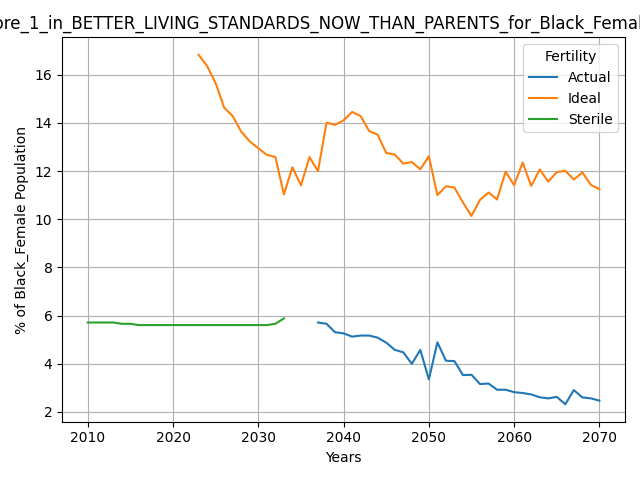 ore_1_in_BETTER_LIVING_STANDARDS_NOW_THAN_PARENTS_for_Black_Femal
Fertility
Actual
Ideal
Sterile
% of Black_Female Population
16
14
12
10
8
6
4
2
2010 2020 2030 2040 2050 2060 2070
Years